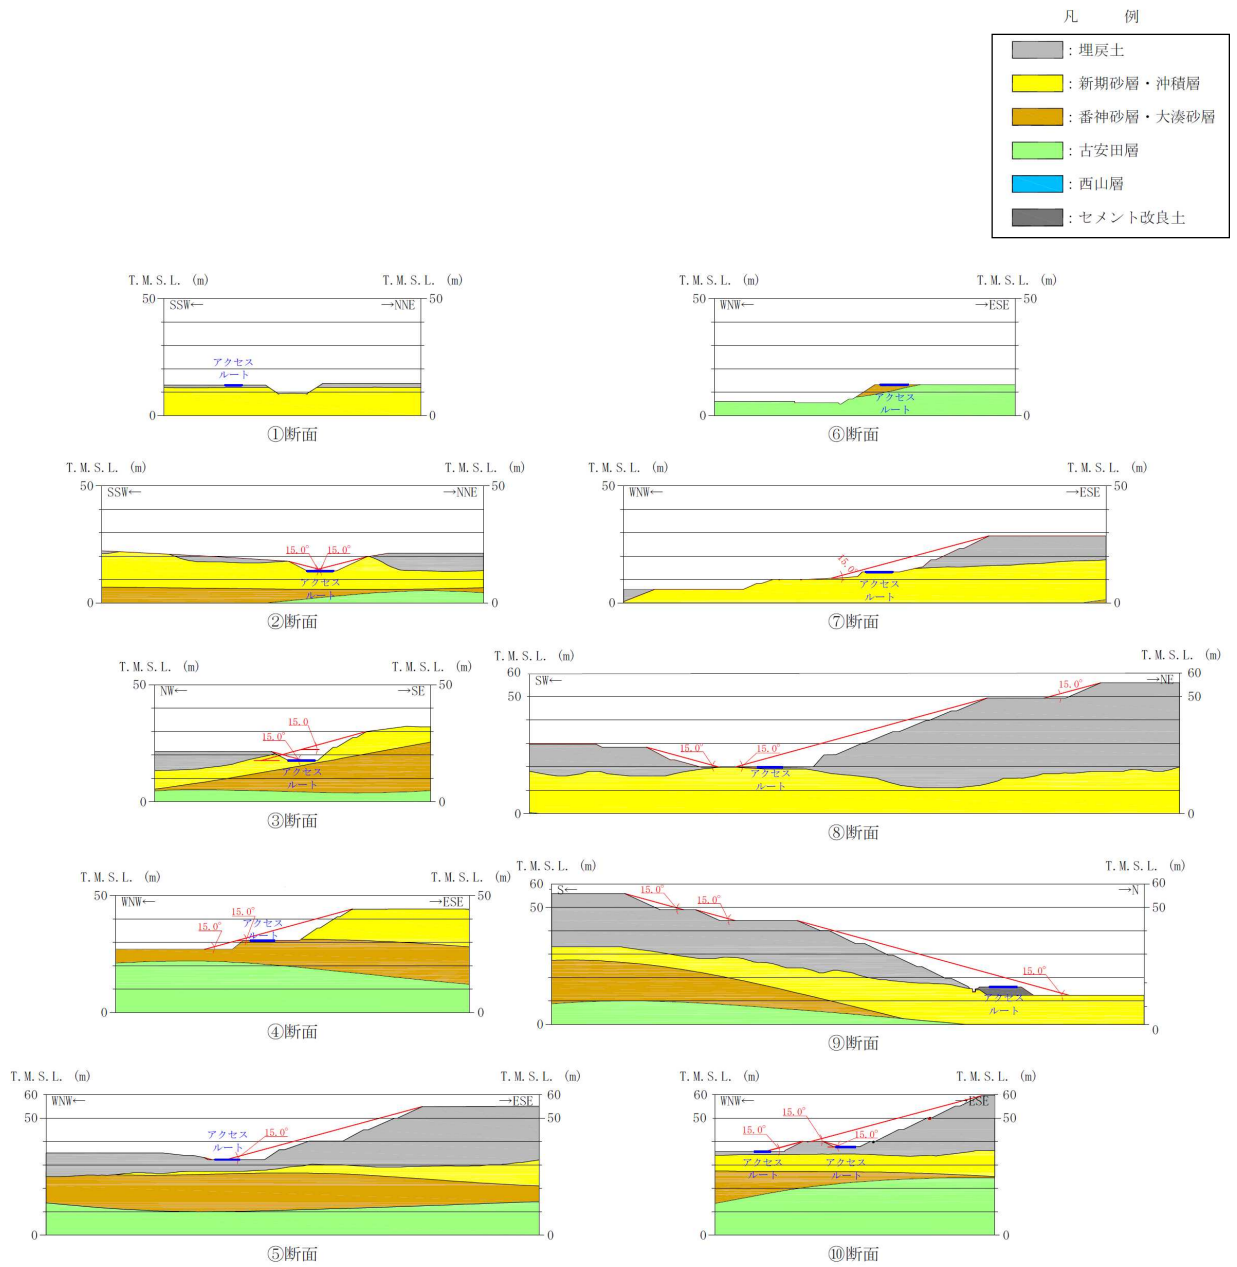 凡 例
:埋戻土
:新期砂層・沖積層
:番神砂層・大湊砂層
:古安田層
:西山層
:セメント改良土
T.M.S.L. (m) T.M.S.L. (m)
50 SSW← →NNE 50
アクセス
ルート
0 0
①断面
T.M.S.L. (m) T.M.S.L. (m)
50 WNW← →ESE 50
アクセス
ルート
0 0
⑥断面
T.M.S.L. (m) T.M.S.L. (m)
50 SSW← →NNE 50
15.0° 15.0°
アクセス
ルート
0 0
②断面
T.M.S.L. (m) T.M.S.L. (m)
50 WNW← →ESE 50
15.0°
アクセス
ルート
0 0
⑦断面
T.M.S.L. (m) T.M.S.L. (m)
50 NW← →SE 50
15.0
15.0°
アクセス
ルート
0 0
③断面
T.M.S.L. (m) T.M.S.L. (m)
60 SW← →NE 60
50 50
15.0°
15.0° 15.0°
アクセス
ルート
0 0
⑧断面
T.M.S.L. (m) T.M.S.L. (m)
50 WNW← →ESE 50
15.0°
15.0° アクセス
ルート
0 0
④断面
T.M.S.L. (m) T.M.S.L. (m)
60 S← →N 60
50 50
15.0°
15.0°
15.0°
アクセス
ルート
0 0
⑨断面
T.M.S.L. (m) T.M.S.L. (m)
60 WNW← →ESE 60
50 50
アクセス 15.0°
ルート
0 0
⑤断面
T.M.S.L. (m) T.M.S.L. (m)
60 WNW← →ESE 60
50 50
15.0°
15.0° 15.0°
アクセス アクセス
ルート ルート
0 0
⑩断面